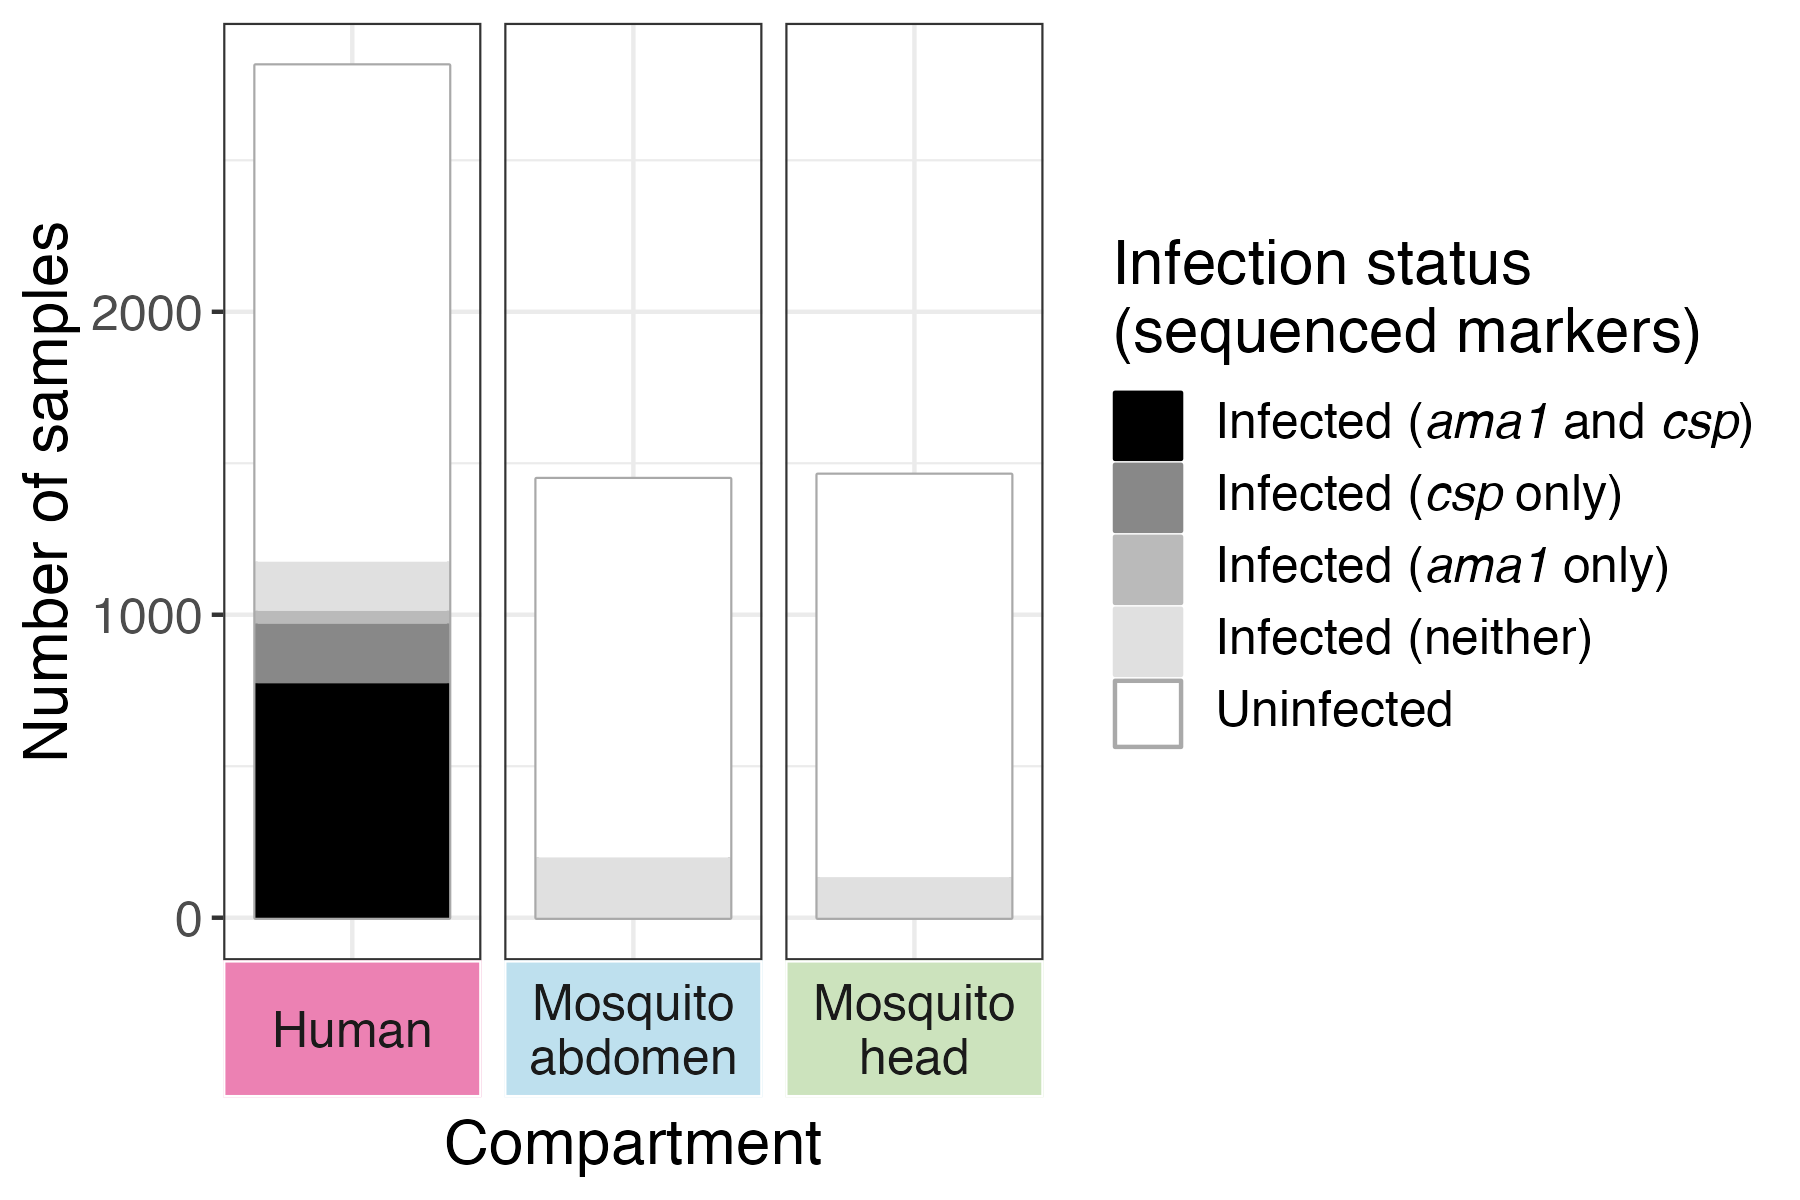 Number of samples
2000
1000
0
Human
Mosquito
abdomen
Mosquito
head
Compartment
Infection status
(sequenced markers)
Infected (ama1 and csp)
Infected (csp only)
Infected (ama1 only)
Infected (neither)
Uninfected